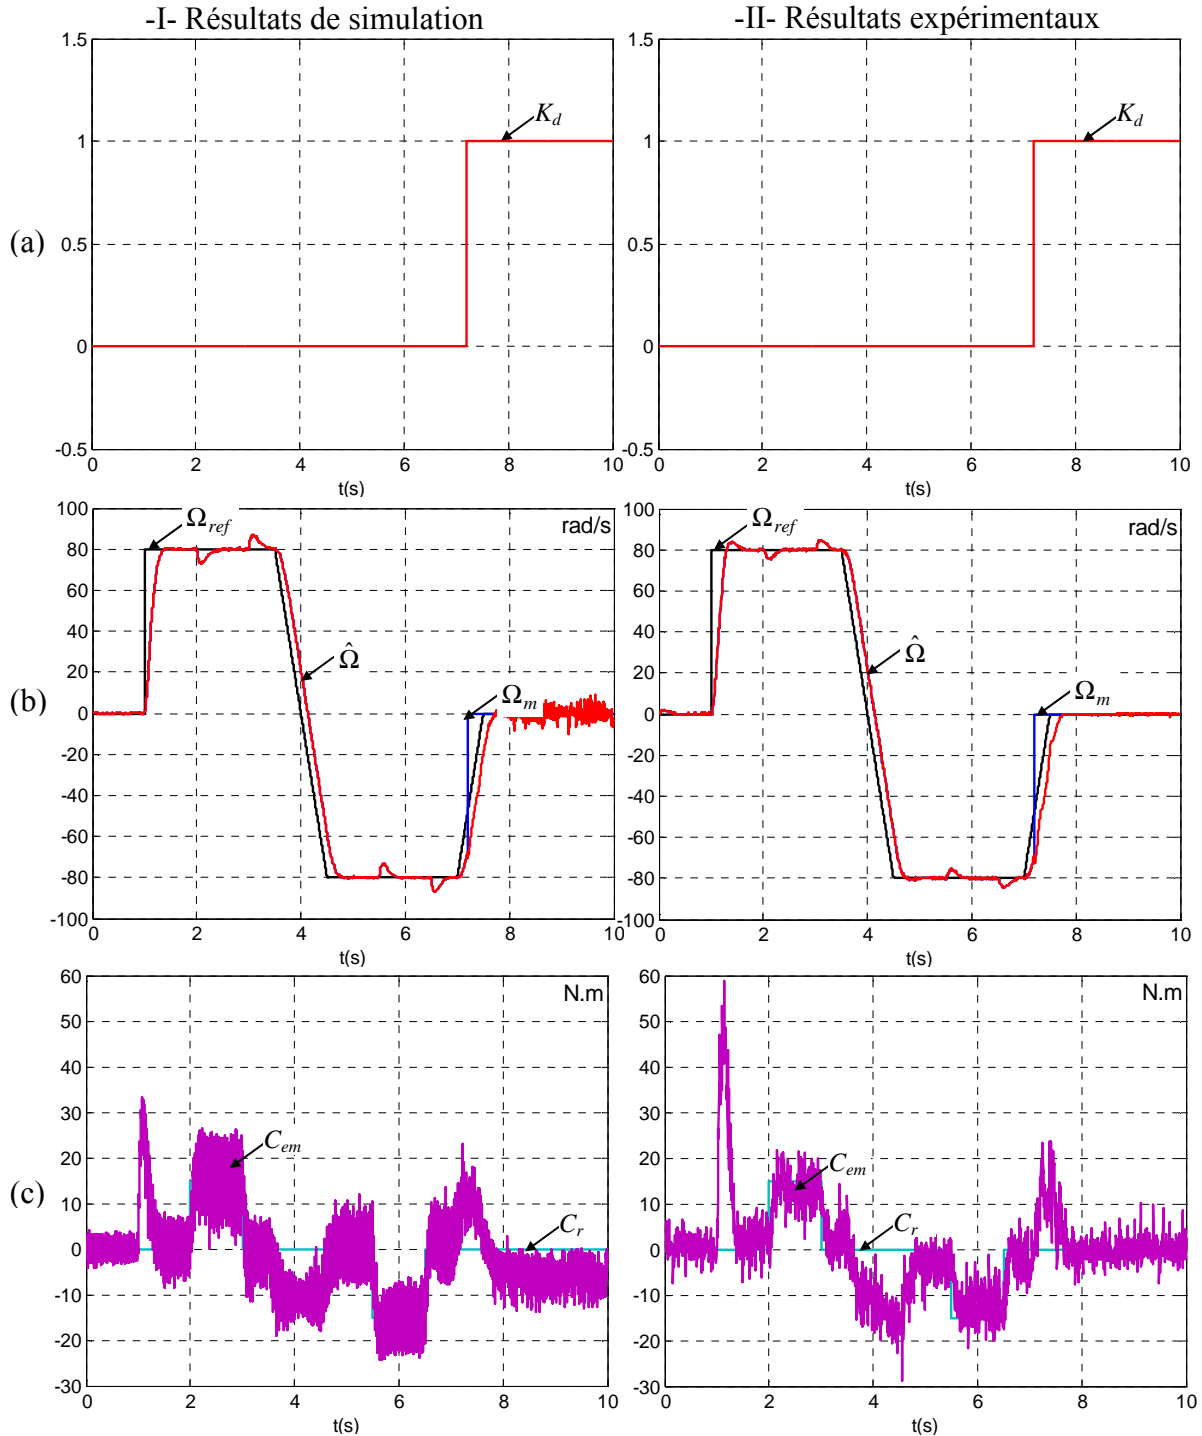 -I- Résultats de simulation
-II- Résultats expérimentaux
(a)
1.5
1
0.5
0
-0.5
0 2 4 6 8 10
t(s)
K_d
1.5
1
0.5
0
-0.5
0 2 4 6 8 10
t(s)
K_d
(b)
100
80
60
40
20
0
-20
-40
-60
-80
-100
0 2 4 6 8 10
t(s)
rad/s
Ω_ref
Ω̂
Ω_m
100
80
60
40
20
0
-20
-40
-60
-80
-100
0 2 4 6 8 10
t(s)
rad/s
Ω_ref
Ω̂
Ω_m
(c)
60
50
40
30
20
10
0
-10
-20
-30
0 2 4 6 8 10
t(s)
N.m
C_em
C_r
60
50
40
30
20
10
0
-10
-20
-30
0 2 4 6 8 10
t(s)
N.m
C_em
C_r